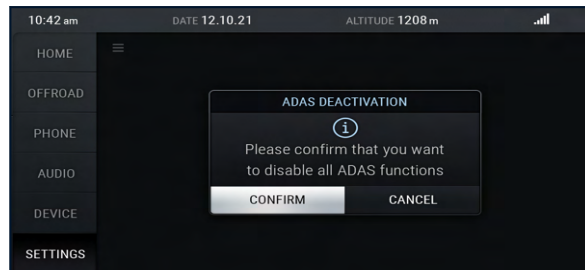 10:42 am DATE 12.10.21 ALTITUDE 1208 m
HOME
OFFROAD
PHONE
AUDIO
DEVICE
SETTINGS
ADAS DEACTIVATION
Please confirm that you want
to disable all ADAS functions
CONFIRM CANCEL